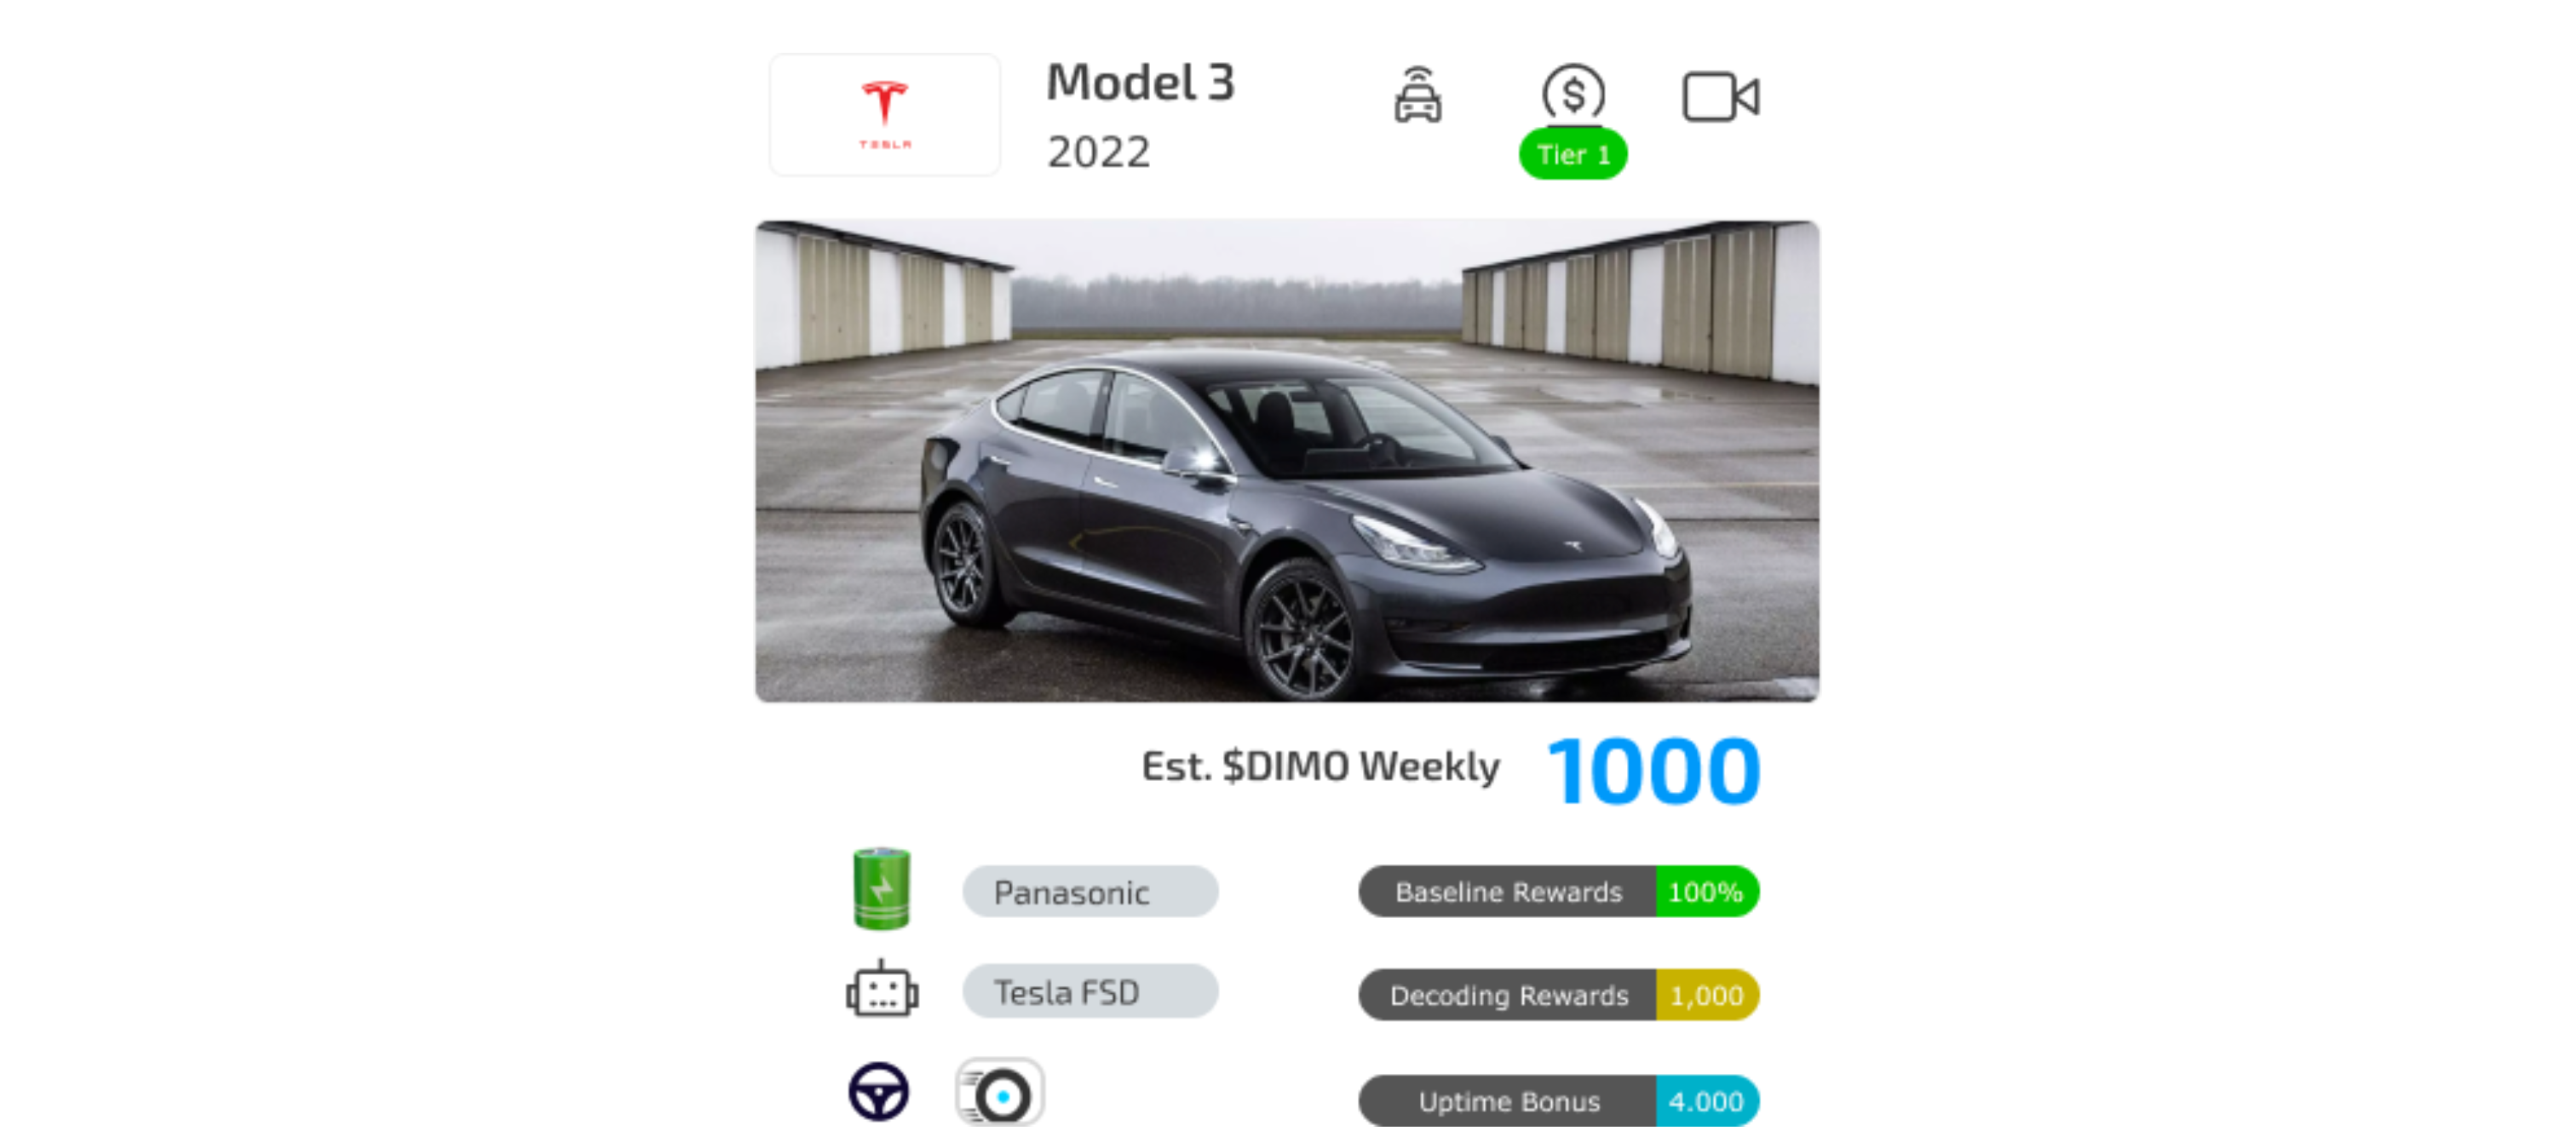 TESLA
Model 3
2022
Tier 1
Est. $DIMO Weekly 1000
Panasonic
Baseline Rewards 100%
Tesla FSD
Decoding Rewards 1,000
Uptime Bonus 4.000